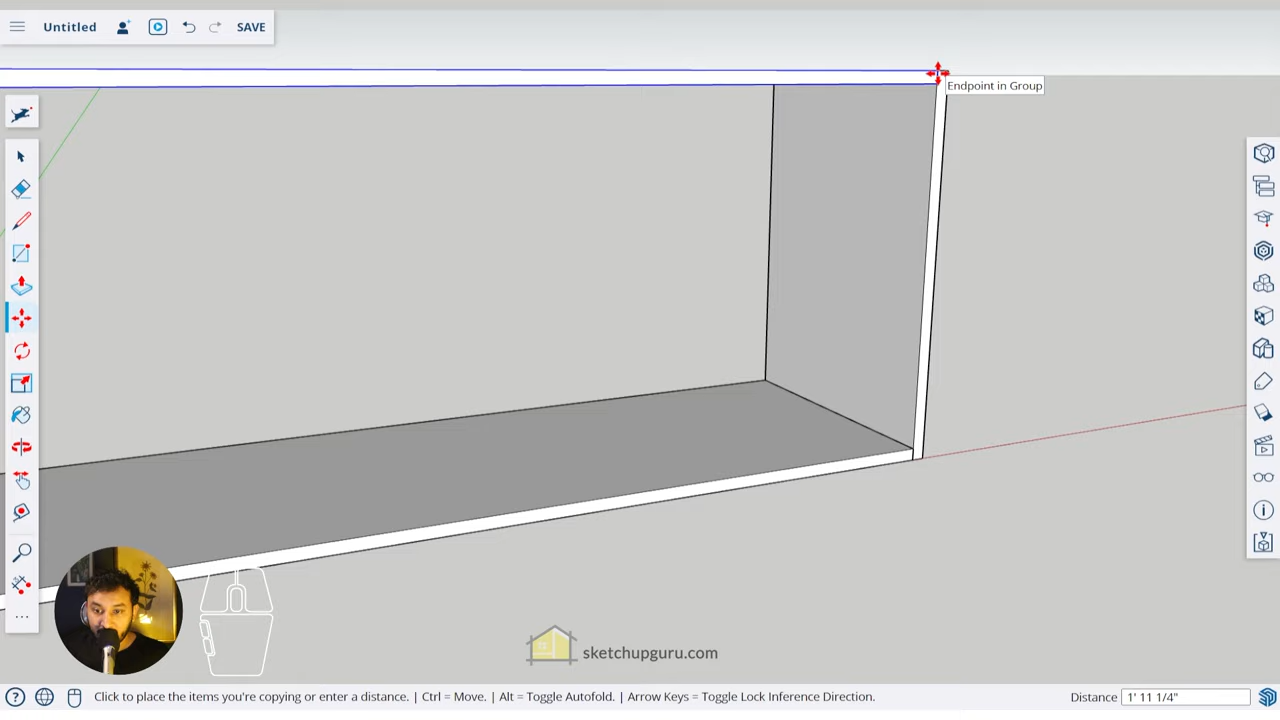 Untitled
SAVE
Endpoint in Group
sketchupguru.com
Click to place the items you're copying or enter a distance. | Ctrl = Move. | Alt = Toggle Autofold. | Arrow Keys = Toggle Lock Inference Direction.
Distance 1' 11 1/4"